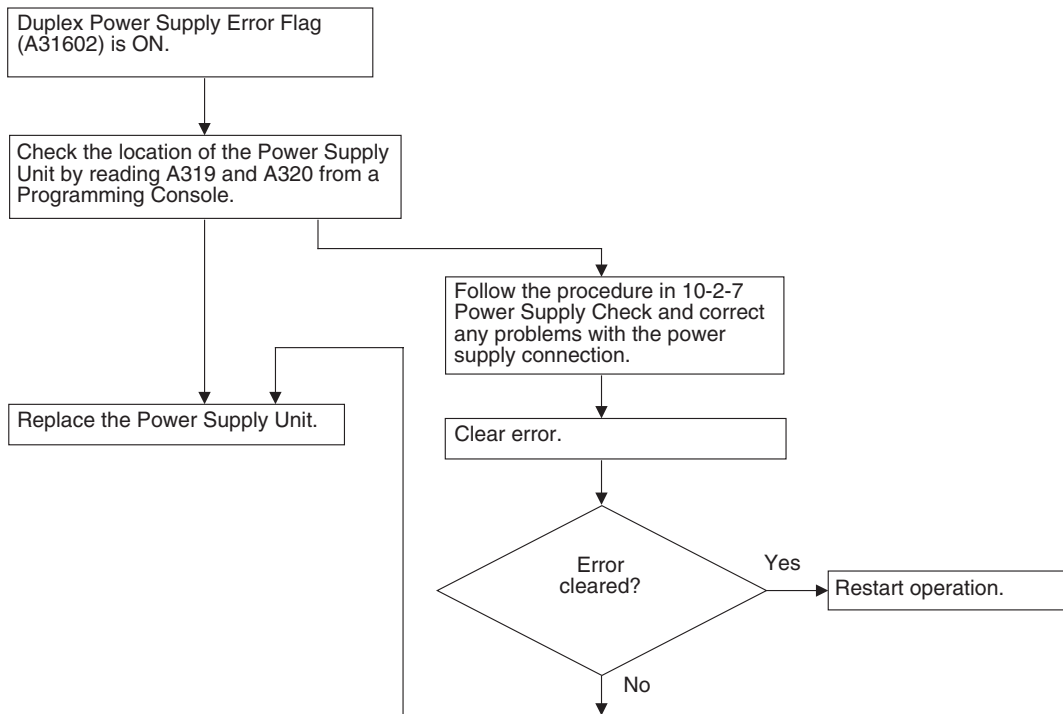 Duplex Power Supply Error Flag
(A31602) is ON.
Check the location of the Power Supply
Unit by reading A319 and A320 from a
Programming Console.
Follow the procedure in 10-2-7
Power Supply Check and correct
any problems with the power
supply connection.
Replace the Power Supply Unit.
Clear error.
Error
cleared?
Yes
Restart operation.
No